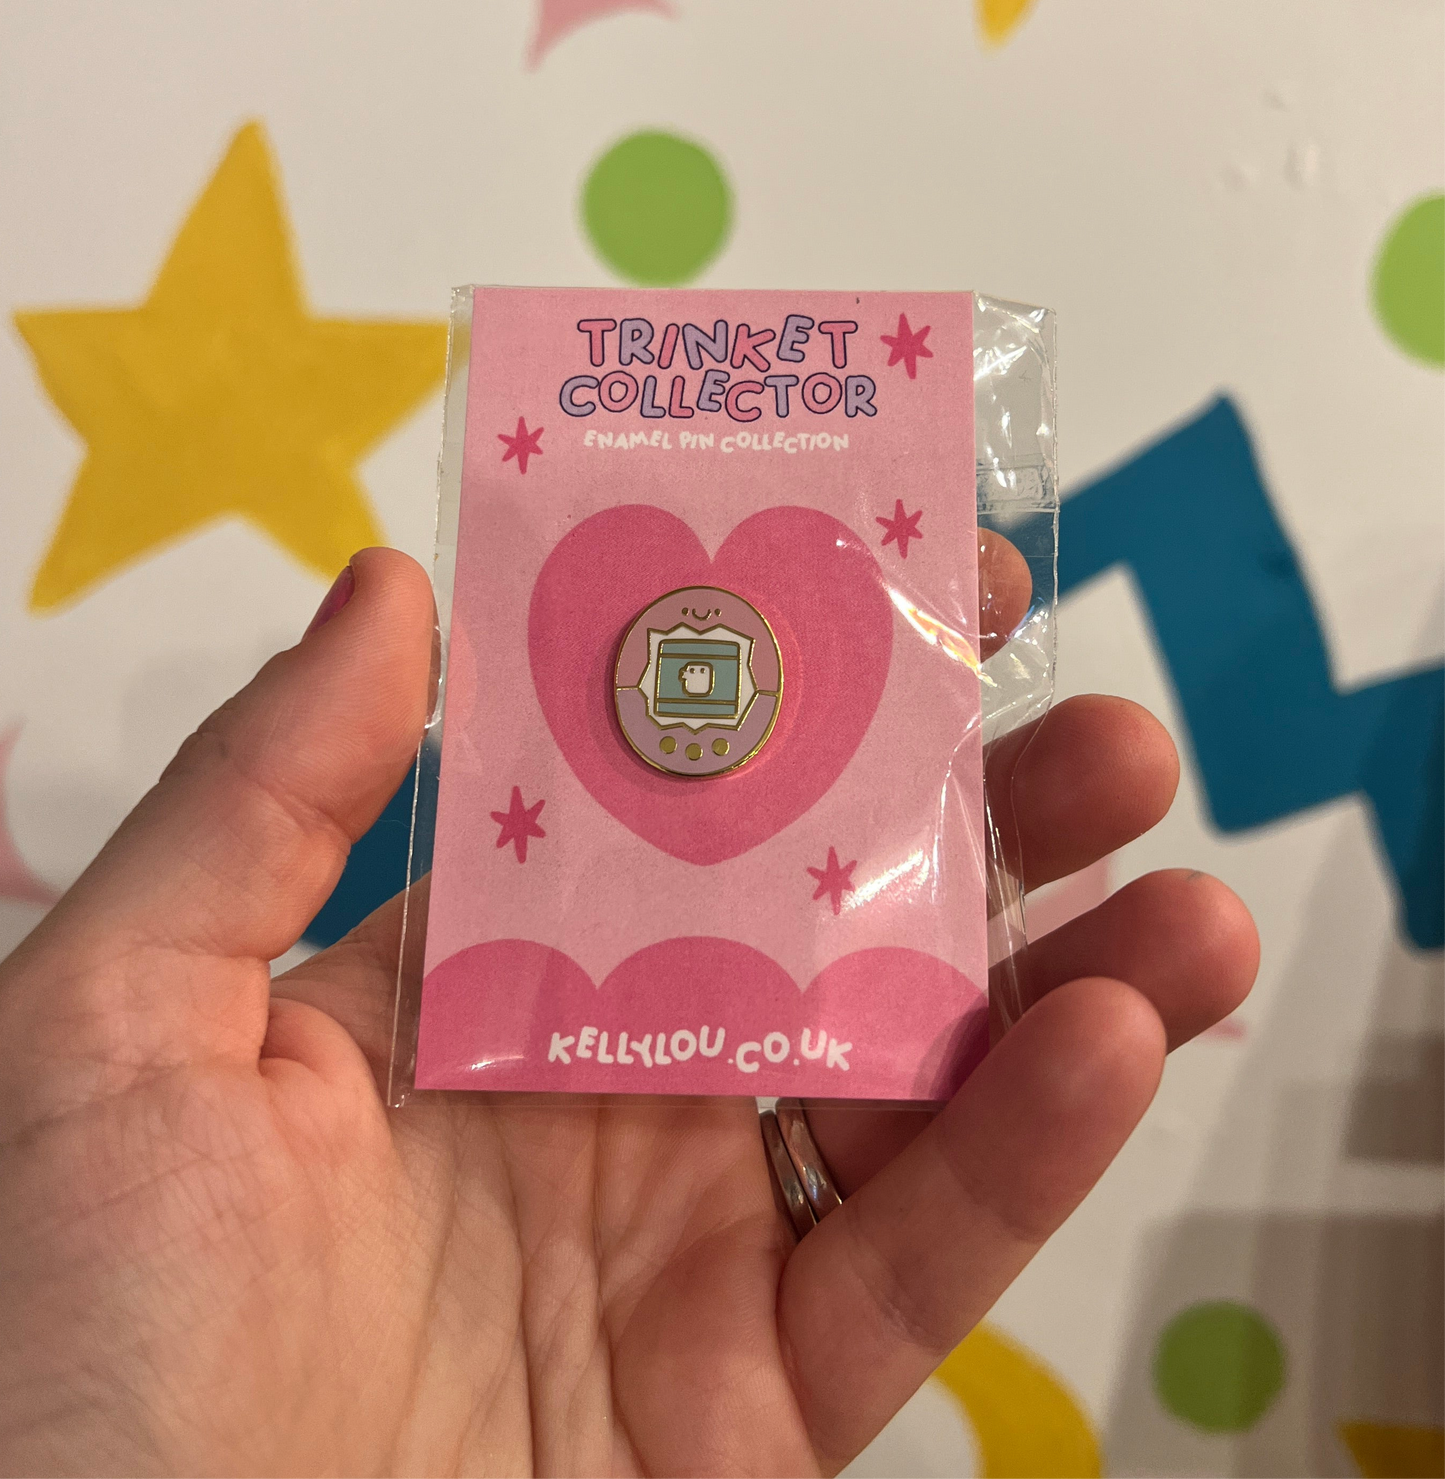 TRINKET
COLLECTOR
ENAMEL PIN COLLECTION
KELLYLOU.CO.UK